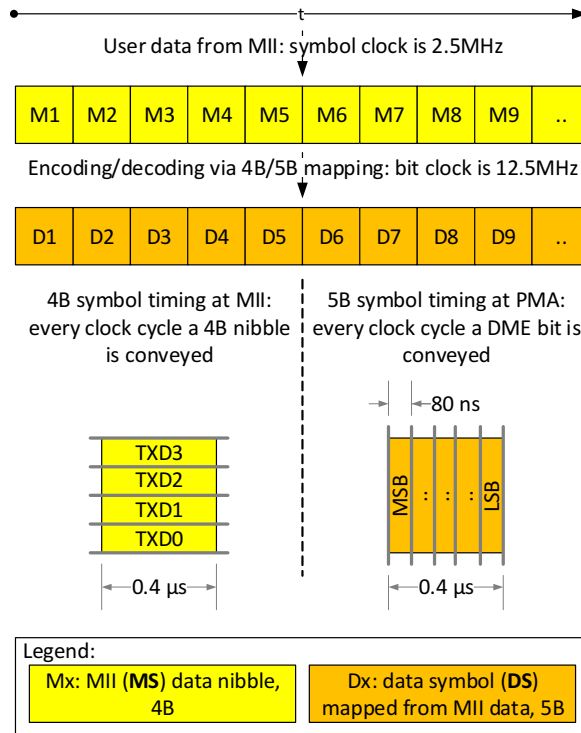 t
User data from MII: symbol clock is 2.5MHz
M1 M2 M3 M4 M5 M6 M7 M8 M9 ..
Encoding/decoding via 4B/5B mapping: bit clock is 12.5MHz
D1 D2 D3 D4 D5 D6 D7 D8 D9 ..
4B symbol timing at MII:
every clock cycle a 4B nibble
is conveyed
5B symbol timing at PMA:
every clock cycle a DME bit is
conveyed
80 ns
TXD3
TXD2
TXD1
TXD0
0.4 µs
MSB : : : LSB
0.4 µs
Legend:
Mx: MII (MS) data nibble,
4B
Dx: data symbol (DS)
mapped from MII data, 5B